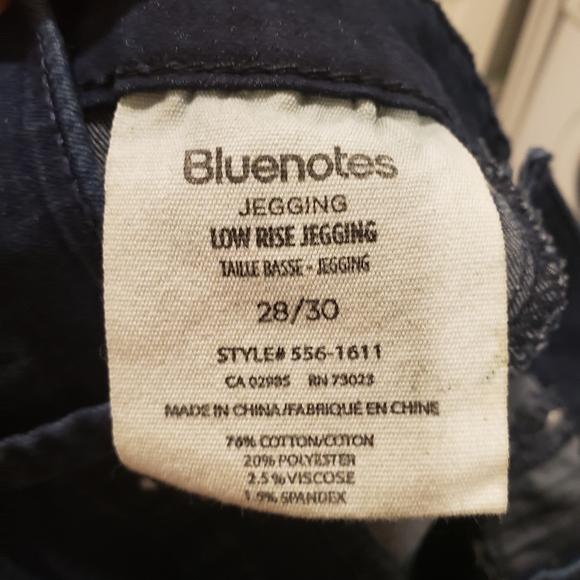 Bluenotes
JEGGING
LOW RISE JEGGING
TAILLE BASSE - JEGGING
28/30
STYLE# 556-1611
CA 02985 RN 73023
MADE IN CHINA/FABRIQUÉ EN CHINE
76% COTTON/COTON
20% POLYESTER
2.5 % VISCOSE
1.5% SPANDEX